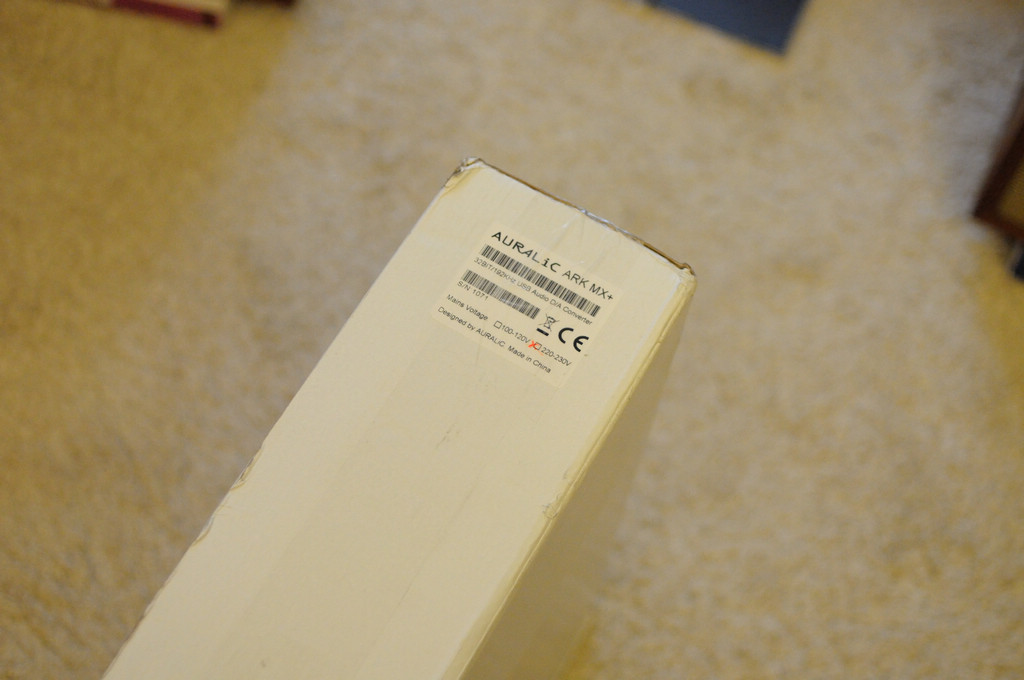 AURALiC ARK MX+
32BIT/192KHz USB Audio D/A Converter
S/N 1071
Mains Voltage □100-120V □220-230V
Designed by AURALiC. Made in China
CE